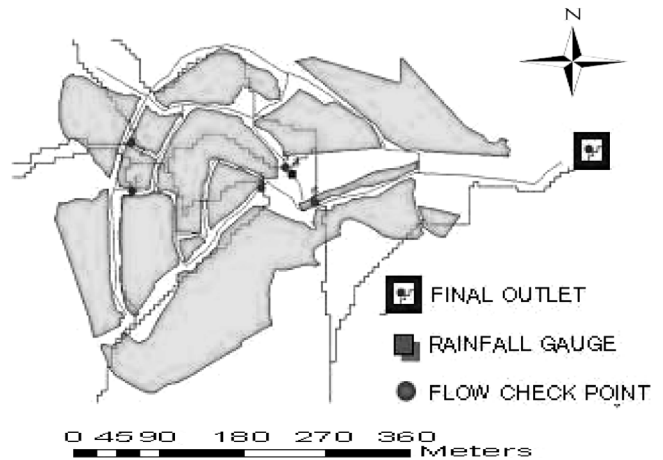 N
FINAL OUTLET
RAINFALL GAUGE
FLOW CHECK POINT
0 45 90 180 270 360
Meters